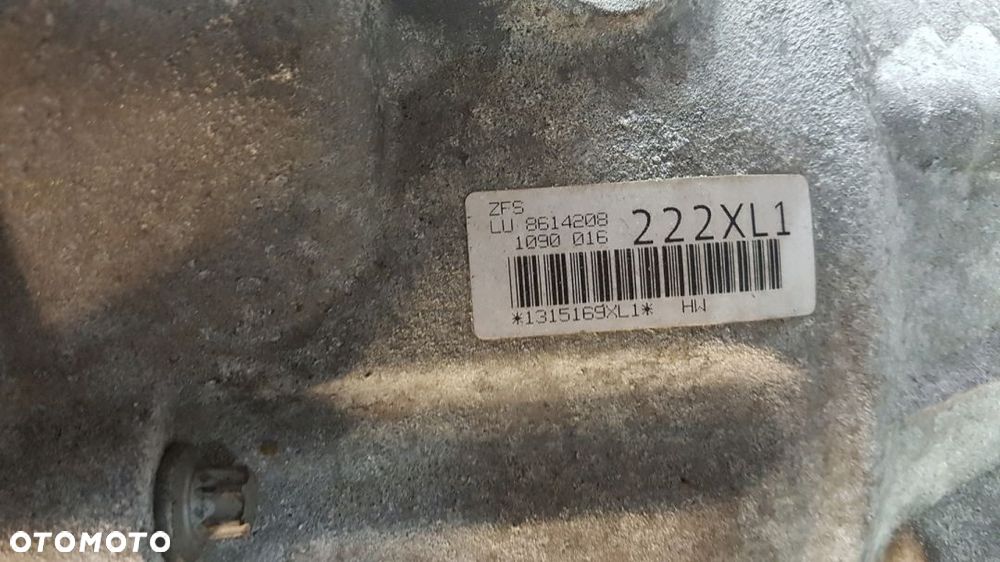 ZFS
LU 8614208
1090 016
222XL1
*1315169XL1* HW
OTOMOTO